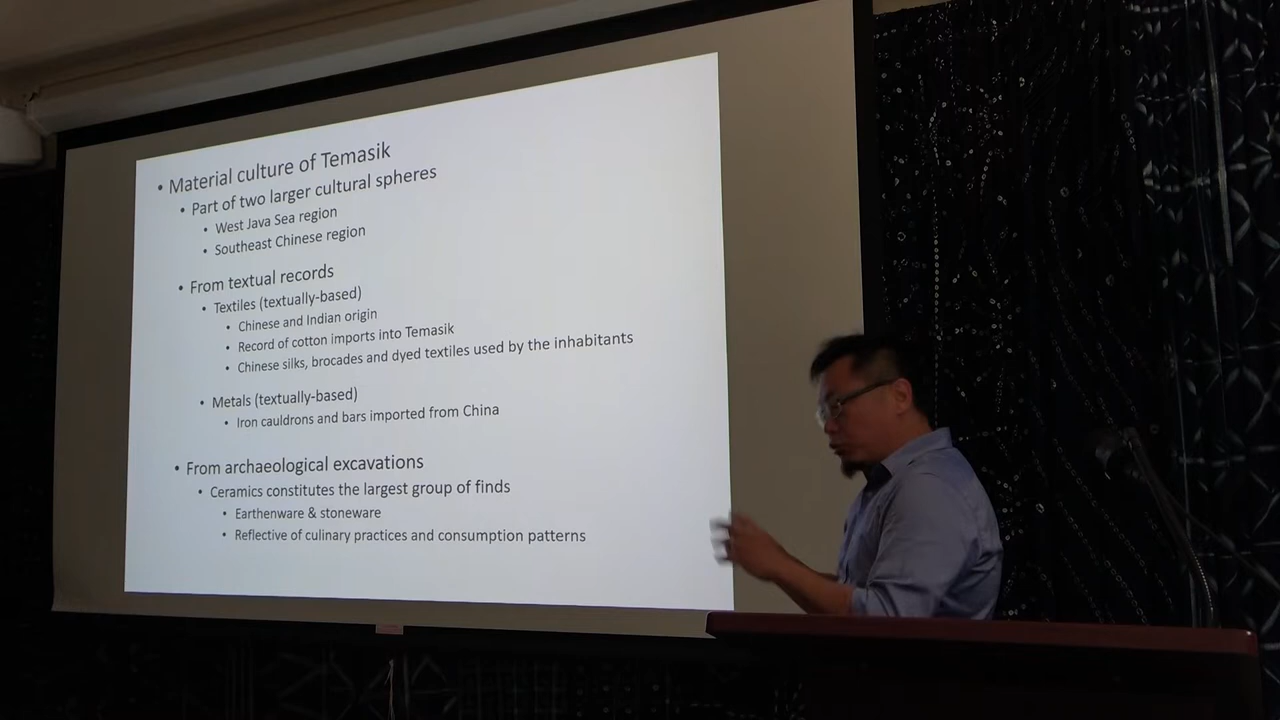 • Material culture of Temasik
• Part of two larger cultural spheres
• West Java Sea region
• Southeast Chinese region
• From textual records
• Textiles (textually-based)
• Chinese and Indian origin
• Record of cotton imports into Temasik
• Chinese silks, brocades and dyed textiles used by the inhabitants
• Metals (textually-based)
• Iron cauldrons and bars imported from China
• From archaeological excavations
• Ceramics constitutes the largest group of finds
• Earthenware & stoneware
• Reflective of culinary practices and consumption patterns